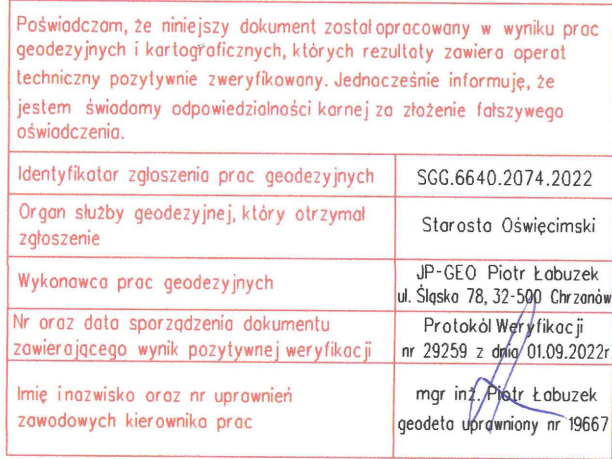 Poświadczam, że niniejszy dokument został opracowany w wyniku prac
geodezyjnych i kartograficznych, których rezultaty zawiera operat
techniczny pozytywnie zweryfikowany. Jednocześnie informuję, że
jestem świadomy odpowiedzialności karnej za złożenie fałszywego
oświadczenia.
Identyfikator zgłoszenia prac geodezyjnych
SGG.6640.2074.2022
Organ służby geodezyjnej, który otrzymał
zgłoszenie
Starosta Oświęcimski
Wykonawca prac geodezyjnych
JP-GEO Piotr Łabuzek
ul. Śląska 78, 32-500 Chrzanów
Nr oraz data sporządzenia dokumentu
zawierającego wynik pozytywnej weryfikacji
Protokół Weryfikacji
nr 29259 z dnia 01.09.2022r.
Imię i nazwisko oraz nr uprawnień
zawodowych kierownika prac
mgr inż. Piotr Łabuzek
geodeta uprawniony nr 19667